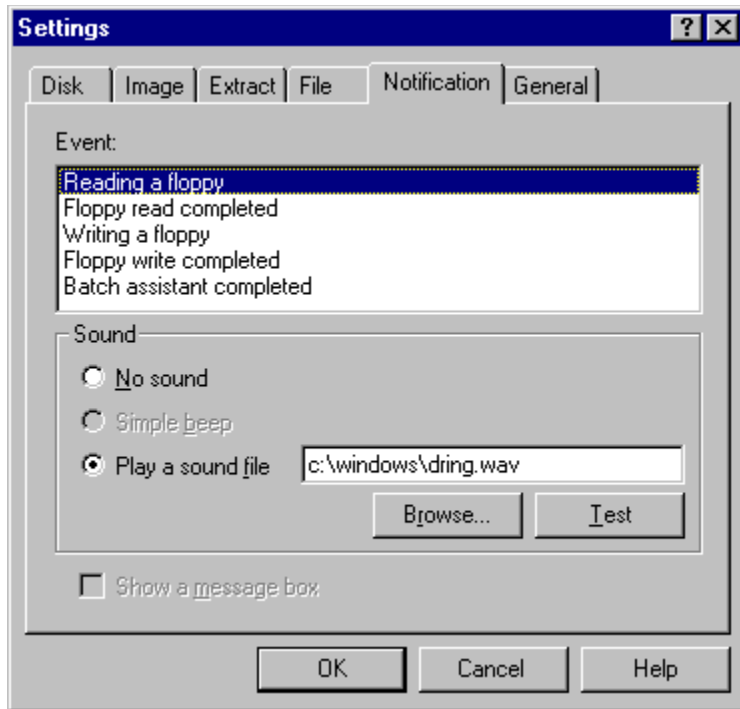 Settings
Disk Image Extract File Notification General
Event:
Reading a floppy
Floppy read completed
Writing a floppy
Floppy write completed
Batch assistant completed
Sound
No sound
Simple beep
Play a sound file c:\windows\dring.wav
Browse... Test
Show a message box
OK Cancel Help